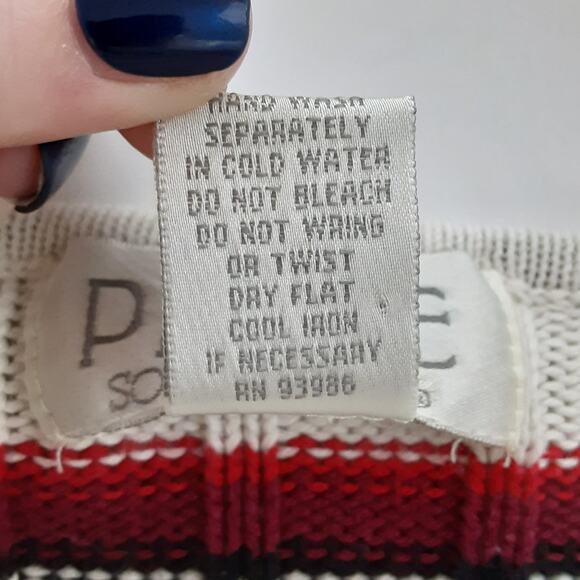 HAND WASH
SEPARATELY
IN COLD WATER
DO NOT BLEACH
DO NOT WRING
OR TWIST
DRY FLAT
COOL IRON
IF NECESSARY
RN 93988